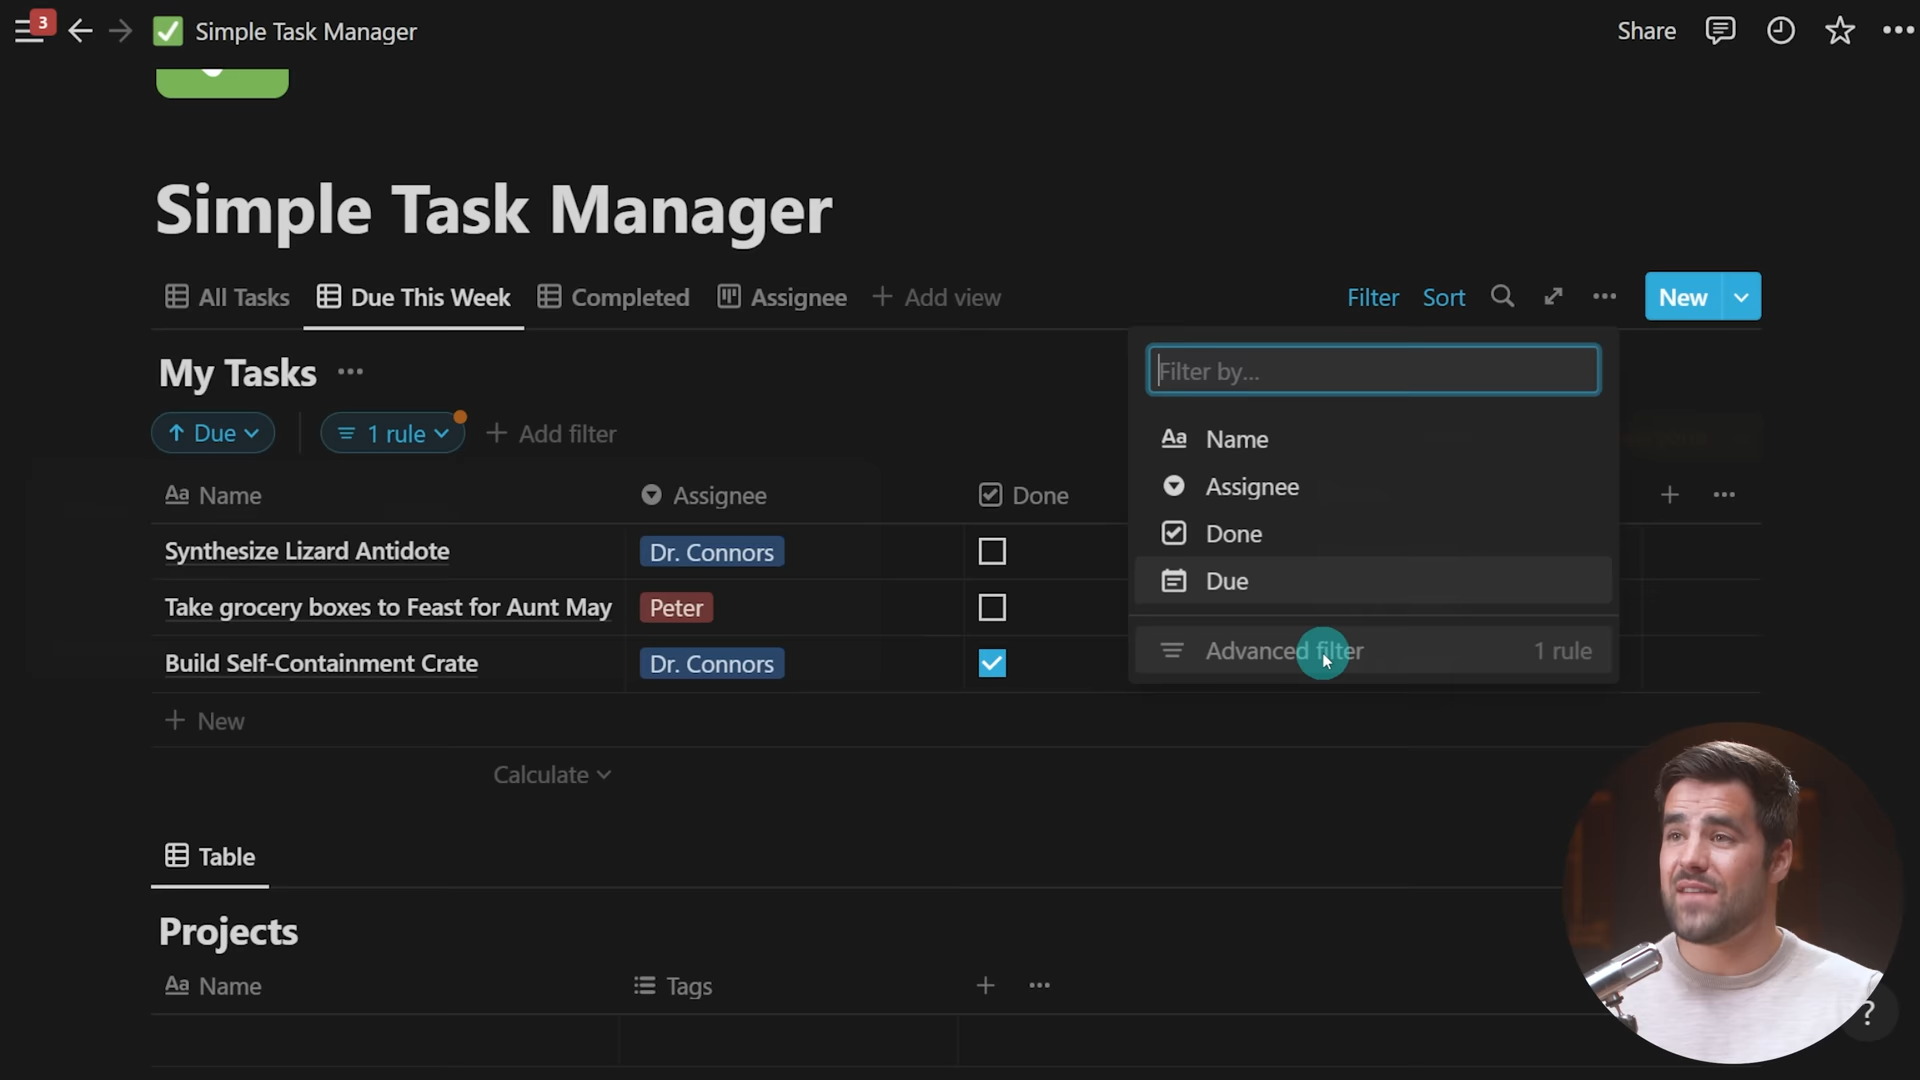 3
Simple Task Manager
Share
Simple Task Manager
All Tasks
Due This Week
Completed
Assignee
+ Add view
Filter
Sort
New
My Tasks
Due
1 rule
+ Add filter
Filter by...
Aa Name
Assignee
Done
Due
Advanced filter
1 rule
Aa Name
Assignee
Done
Synthesize Lizard Antidote
Dr. Connors
Take grocery boxes to Feast for Aunt May
Peter
Build Self-Containment Crate
Dr. Connors
+ New
Calculate
Table
Projects
Aa Name
Tags
?